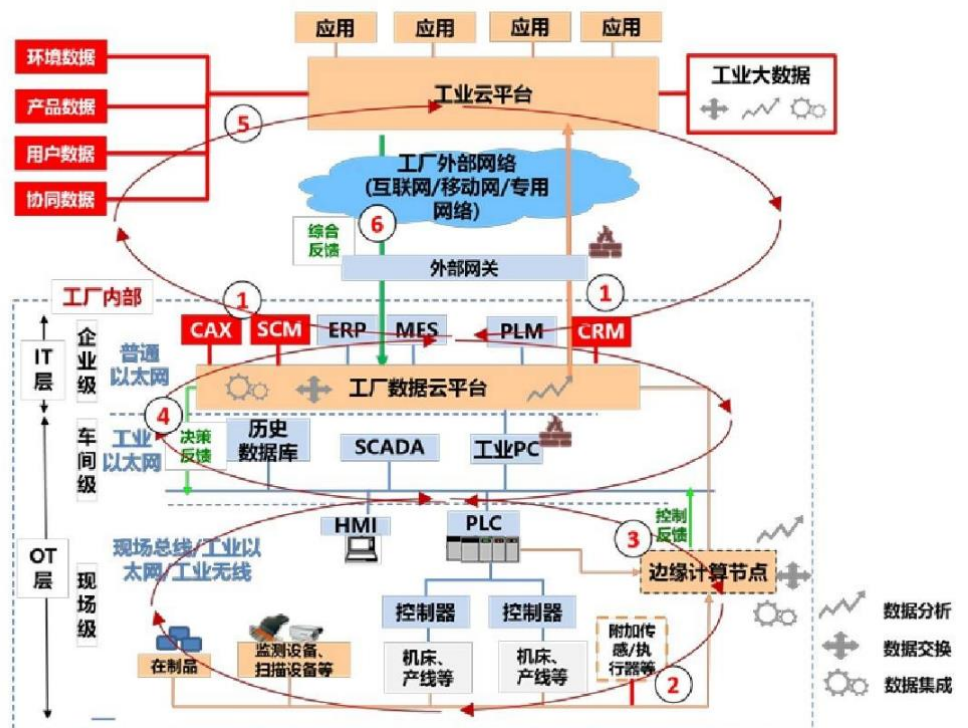 应用
应用
应用
应用
环境数据
产品数据
用户数据
协同数据
工业云平台
工业大数据
5
工厂外部网络
(互联网/移动网/专用
网络)
6
综合
反馈
外部网关
工厂内部
1
1
CAX
SCM
ERP
MES
PLM
CRM
IT
层
企
业
级
普通
以太网
工厂数据云平台
4
决策
反馈
车
间
级
工业
以太网
历史
数据库
SCADA
工业PC
HMI
PLC
3
控制
反馈
OT
层
现
场
级
现场总线/工业以
太网/工业无线
边缘计算节点
控制器
控制器
附加传
感/执
行器等
2
在制品
监测设备、
扫描设备等
机床、
产线等
机床、
产线等
数据分析
数据交换
数据集成